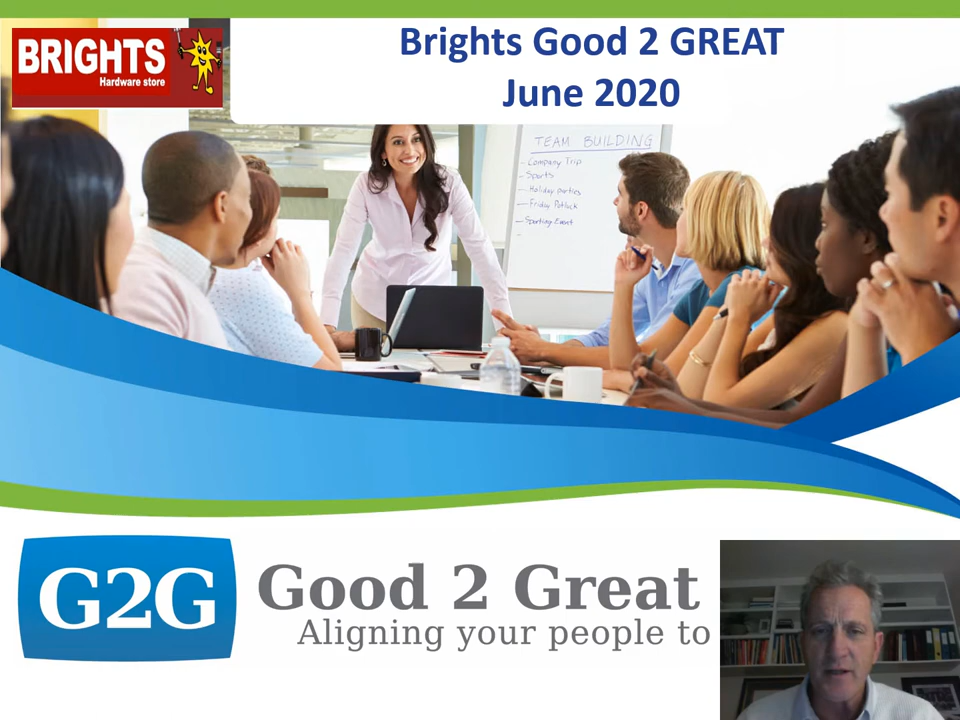 BRIGHTS
Hardware store
Brights Good 2 GREAT
June 2020
TEAM BUILDING
- Company Trip
- Sports
- Holiday parties
- Friday Potluck
- Sporting Event
-
G2G
Good 2 Great
Aligning your people to